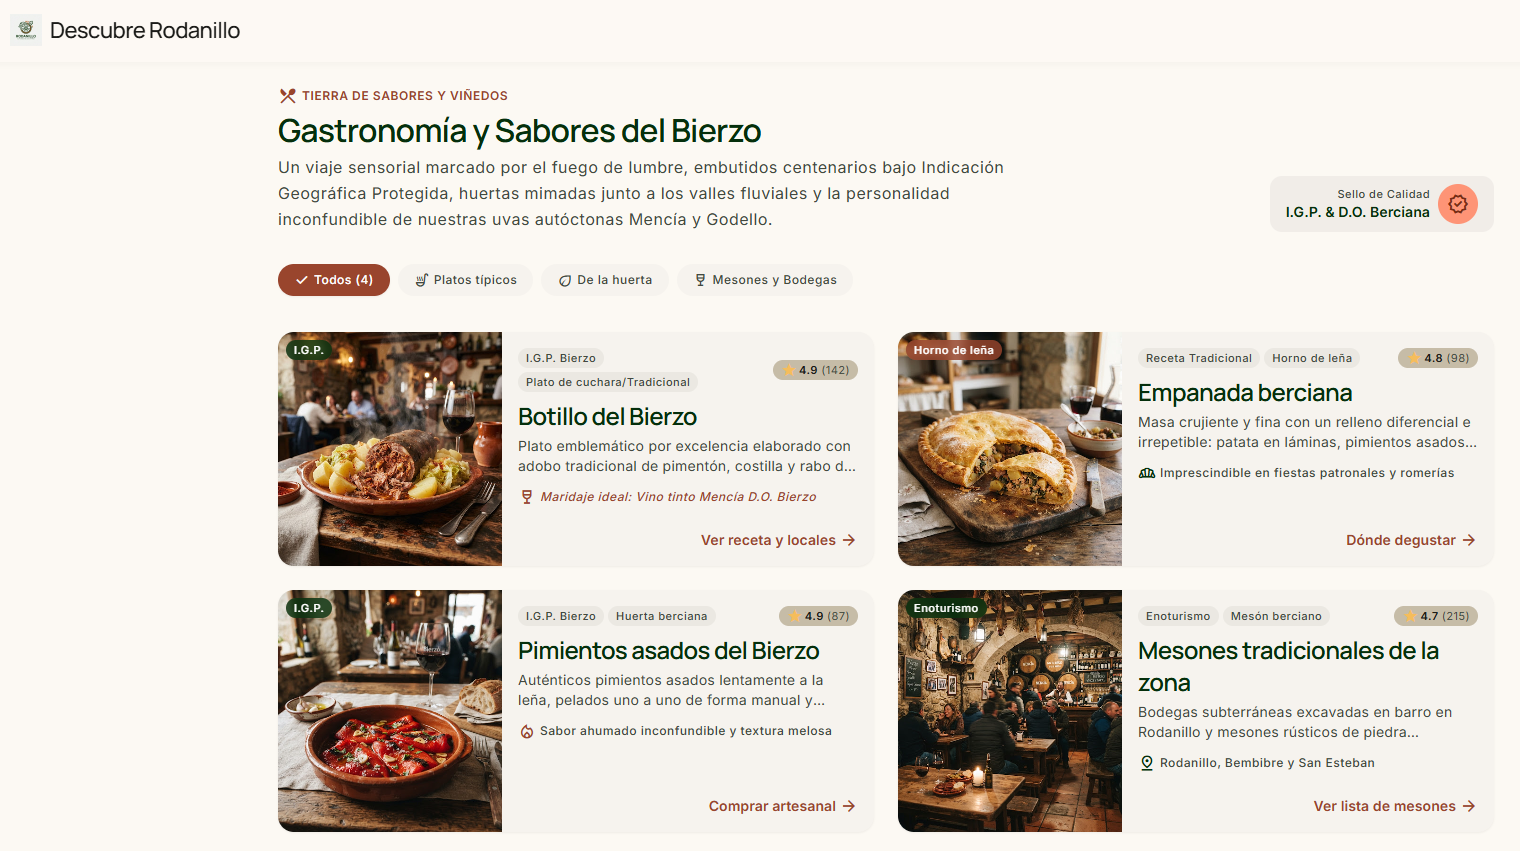 RODANILLO
Descubre Rodanillo
TIERRA DE SABORES Y VIÑEDOS
Gastronomía y Sabores del Bierzo
Un viaje sensorial marcado por el fuego de lumbre, embutidos centenarios bajo Indicación
Geográfica Protegida, huertas mimadas junto a los valles fluviales y la personalidad
inconfundible de nuestras uvas autóctonas Mencía y Godello.
Sello de Calidad
I.G.P. & D.O. Berciana
Todos (4)
Platos típicos
De la huerta
Mesones y Bodegas
I.G.P.
I.G.P. Bierzo
Plato de cuchara/Tradicional
4.9 (142)
Botillo del Bierzo
Plato emblemático por excelencia elaborado con
adobo tradicional de pimentón, costilla y rabo d...
Maridaje ideal: Vino tinto Mencía D.O. Bierzo
Ver receta y locales
Horno de leña
Receta Tradicional
Horno de leña
4.8 (98)
Empanada berciana
Masa crujiente y fina con un relleno diferencial e
irrepetible: patata en láminas, pimientos asados...
Imprescindible en fiestas patronales y romerías
Dónde degustar
I.G.P.
Bierzo
I.G.P. Bierzo
Huerta berciana
4.9 (87)
Pimientos asados del Bierzo
Auténticos pimientos asados lentamente a la
leña, pelados uno a uno de forma manual y...
Sabor ahumado inconfundible y textura melosa
Comprar artesanal
Enoturismo
Enoturismo
Mesón berciano
4.7 (215)
Mesones tradicionales de la
zona
Bodegas subterráneas excavadas en barro en
Rodanillo y mesones rústicos de piedra...
Rodanillo, Bembibre y San Esteban
Ver lista de mesones